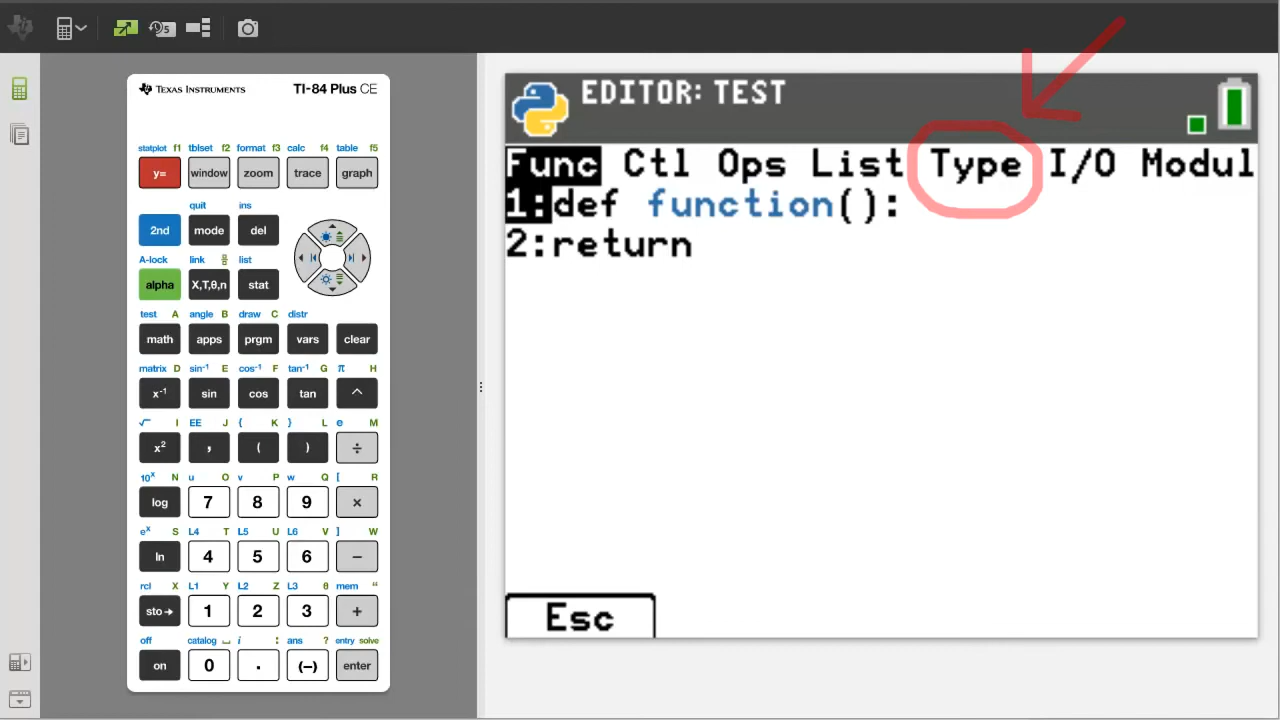 TEXAS INSTRUMENTS TI-84 Plus CE
statplot f1 tblset f2 format f3 calc f4 table f5
y= window zoom trace graph
quit ins
2nd mode del
A-lock link list
alpha X,T,θ,n stat
test A angle B draw C distr
math apps prgm vars clear
matrix D sin⁻¹ E cos⁻¹ F tan⁻¹ G π H
x⁻¹ sin cos tan ^
√ I EE J { K } L e M
x² , ( ) ÷
10ˣ N u O v P w Q [ R
log 7 8 9 ×
eˣ S L4 T L5 U L6 V ] W
ln 4 5 6 −
rcl X L1 Y L2 Z L3 θ mem "
sto→ 1 2 3 +
off catalog ⎵ i : ans ? entry solve
on 0 . (−) enter
EDITOR: TEST
Func Ctl Ops List Type I/O Modul
1:def function():
2:return
Esc